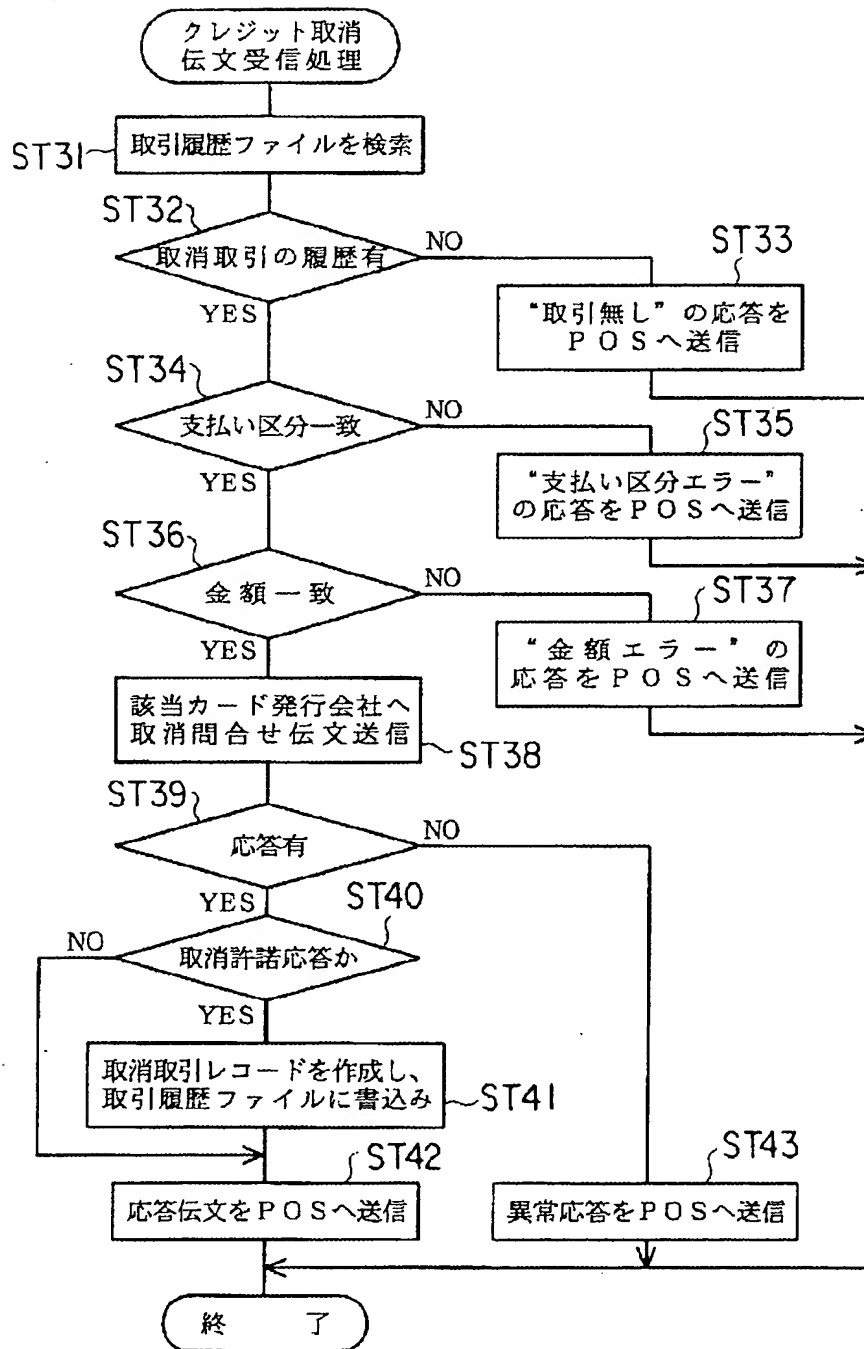 クレジット取消
伝文受信処理
ST31
取引履歴ファイルを検索
ST32
取消取引の履歴有
NO
YES
ST33
“取引無し”の応答を
POSへ送信
ST34
支払い区分一致
NO
YES
ST35
“支払い区分エラー”
の応答をPOSへ送信
ST36
金額一致
NO
YES
ST37
“金額エラー”の
応答をPOSへ送信
該当カード発行会社へ
取消問合せ伝文送信
ST38
ST39
応答有
NO
YES
ST40
取消許諾応答か
NO
YES
取消取引レコードを作成し、
取引履歴ファイルに書込み
ST41
ST42
応答伝文をPOSへ送信
ST43
異常応答をPOSへ送信
終 了